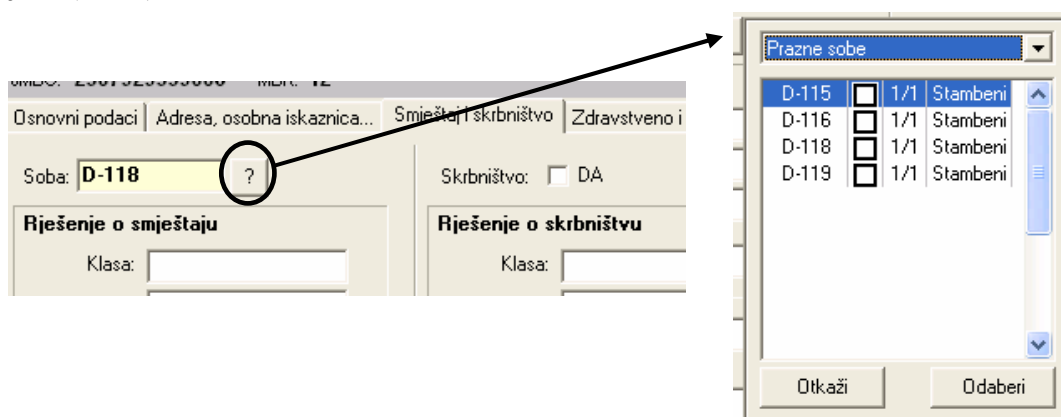 Osnovni podaci Adresa, osobna iskaznica... Smještaj i skrbništvo Zdravstveno i
Soba: D-118 ? Skrbništvo: DA
Rješenje o smještaju Rješenje o skrbništvu
Klasa: Klasa:
Prazne sobe
D-115 1/1 Stambeni
D-116 1/1 Stambeni
D-118 1/1 Stambeni
D-119 1/1 Stambeni
Otkaži Odaberi